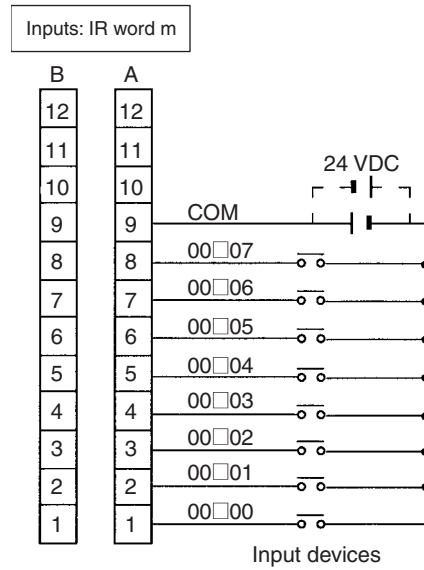 Inputs: IR word m
B A
12 12
11 11
10 10
24 VDC
9 9 COM
8 8 00□07
7 7 00□06
6 6 00□05
5 5 00□04
4 4 00□03
3 3 00□02
2 2 00□01
1 1 00□00
Input devices